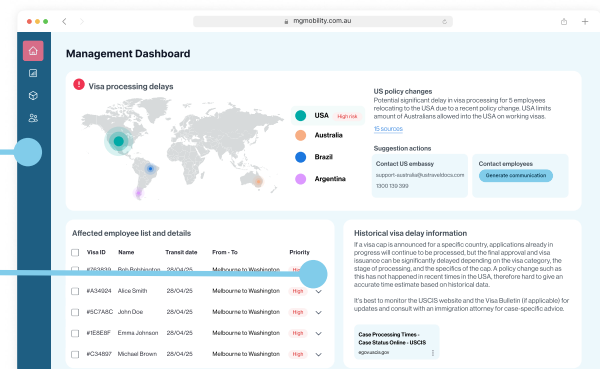 mgmobility.com.au
Management Dashboard
Visa processing delays
USA High risk
Australia
Brazil
Argentina
US policy changes
Potential significant delay in visa processing for 5 employees
relocating to the USA due to a recent policy change. USA limits
amount of Australians allowed into the USA on working visas.
15 sources
Suggestion actions
Contact US embassy
support-australia@ustraveldocs.com
1300 139 399
Contact employees
Generate communication
Affected employee list and details
Visa ID Name Transit date From - To Priority
#763839 Bob Bobbington 28/04/25 Melbourne to Washington High
#A34924 Alice Smith 28/04/25 Melbourne to Washington High
#5C7A8C John Doe 28/04/25 Melbourne to Washington High
#1E8E8F Emma Johnson 28/04/25 Melbourne to Washington High
#C34897 Michael Brown 28/04/25 Melbourne to Washington High
Historical visa delay information
If a visa cap is announced for a specific country, applications already in
progress will continue to be processed, but the final approval and visa
issuance can be significantly delayed depending on the visa category, the
stage of processing, and the specifics of the cap. A policy change such as
this has not happened in recent times in the USA, therefore hard to give an
accurate time estimate based on historical data.
It's best to monitor the USCIS website and the Visa Bulletin (if applicable) for
updates and consult with an immigration attorney for case-specific advice.
Case Processing Times -
Case Status Online - USCIS
egov.uscis.gov